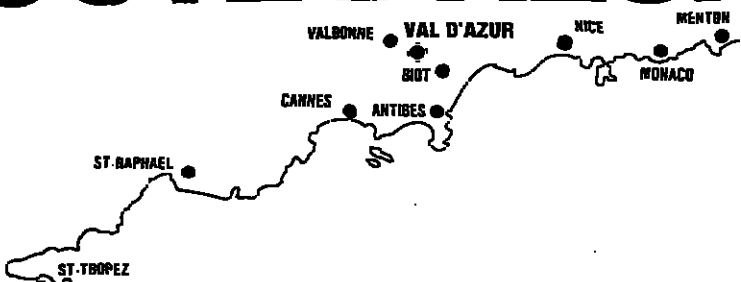 VALBONNE
VAL D'AZUR
NICE
MENTON
BIOT
MONACO
CANNES
ANTIBES
ST-RAPHAEL
ST-TROPEZ